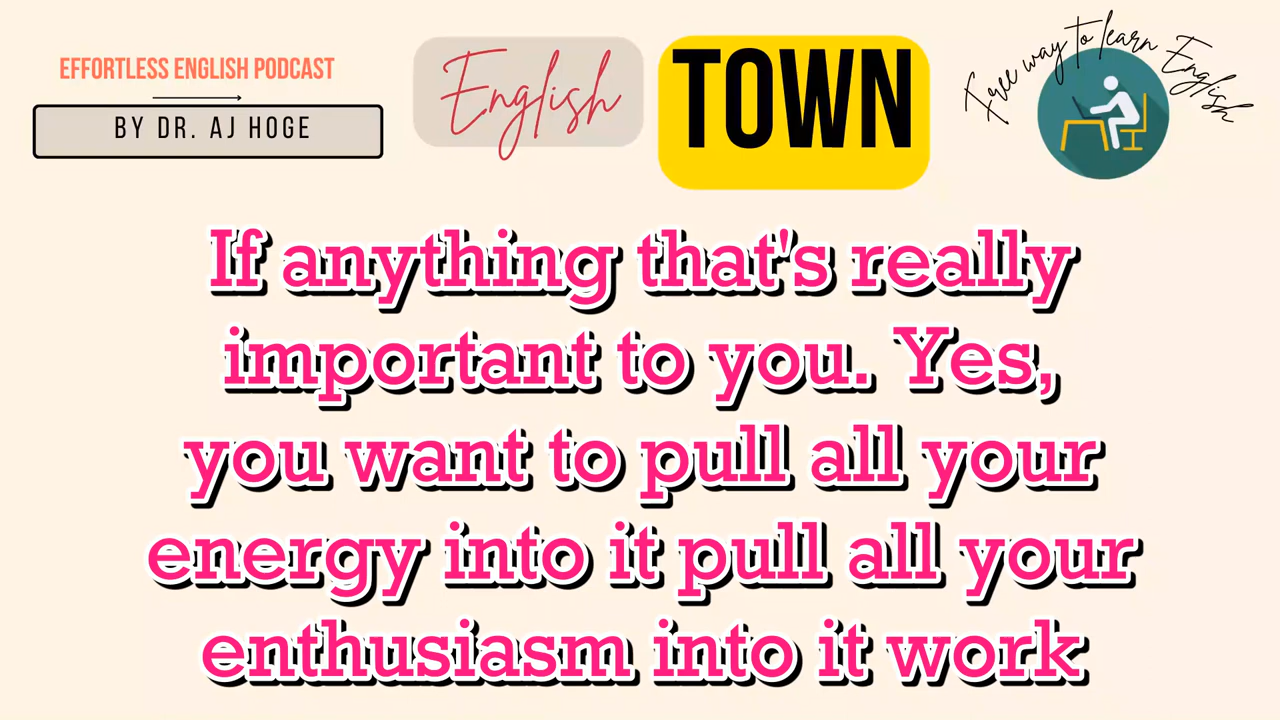 EFFORTLESS ENGLISH PODCAST
BY DR. AJ HOGE
English
TOWN
Free way to learn English
If anything that's really
important to you. Yes,
you want to pull all your
energy into it pull all your
enthusiasm into it work